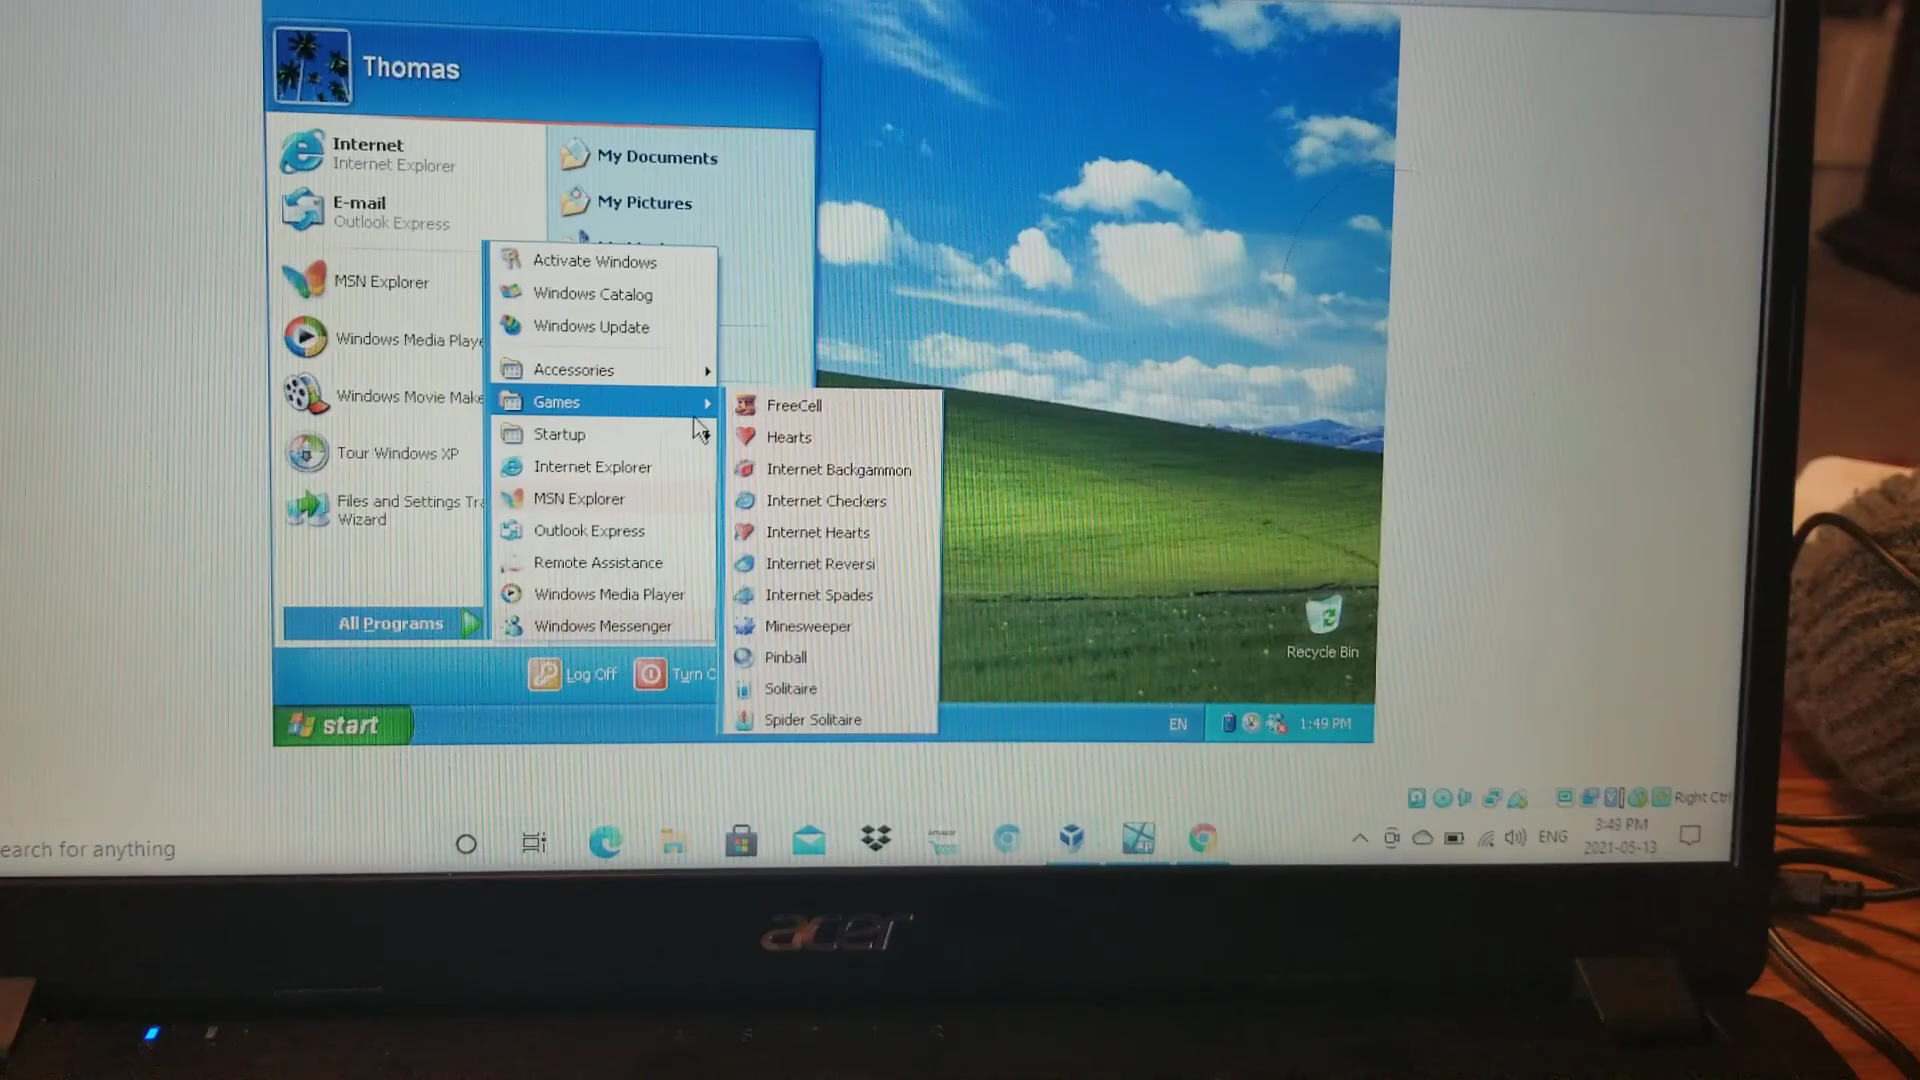 Thomas
Internet
Internet Explorer
E-mail
Outlook Express
MSN Explorer
Windows Media Playe
Windows Movie Make
Tour Windows XP
Files and Settings Tra
Wizard
All Programs
My Documents
My Pictures
Activate Windows
Windows Catalog
Windows Update
Accessories
Games
Startup
Internet Explorer
MSN Explorer
Outlook Express
Remote Assistance
Windows Media Player
Windows Messenger
FreeCell
Hearts
Internet Backgammon
Internet Checkers
Internet Hearts
Internet Reversi
Internet Spades
Minesweeper
Pinball
Solitaire
Spider Solitaire
Log Off
Turn O
Recycle Bin
start
EN
1:49 PM
Right Ctrl
earch for anything
amazon
ENG
3:49 PM
2021-05-13
acer